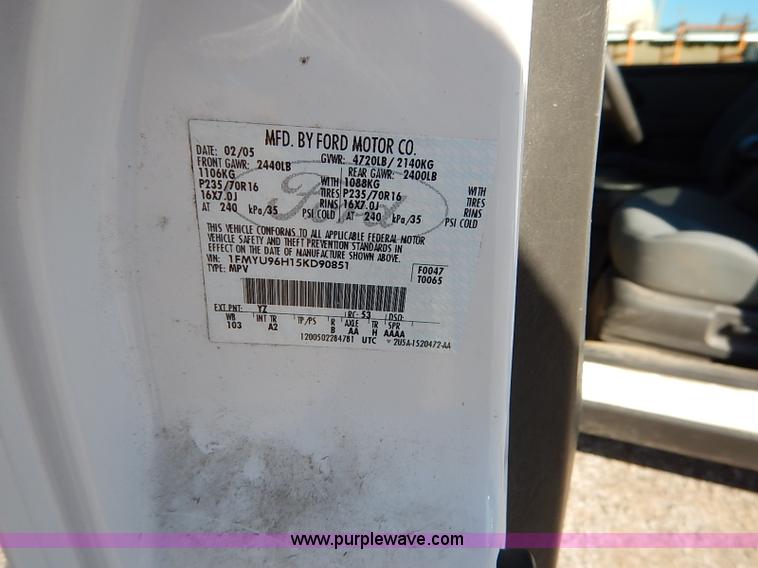 MFD. BY FORD MOTOR CO.
DATE: 02/05 GVWR: 4720LB/ 2140KG
FRONT GAWR: 2440LB REAR GAWR: 2400LB
1106KG WITH 1088KG WITH
P235/70R16 TIRES P235/70R16 TIRES
16X7.0J RIMS 16X7.0J RIMS
AT 240 kPa/35 PSI COLD AT 240 kPa/35 PSI COLD
Ford
THIS VEHICLE CONFORMS TO ALL APPLICABLE FEDERAL MOTOR
VEHICLE SAFETY AND THEFT PREVENTION STANDARDS IN
EFFECT ON THE DATE OF MANUFACTURE SHOWN ABOVE.
VIN: 1FMYU96H15KD90851 F0047
TYPE: MPV T0065
EXT PNT: YZ RC: 53 DSO:
WB INT TR TP/PS R AXLE TR SPR
103 A2 B AA H AAAA
1200502284781 UTC 2U5A-1520472-AA
www.purplewave.com